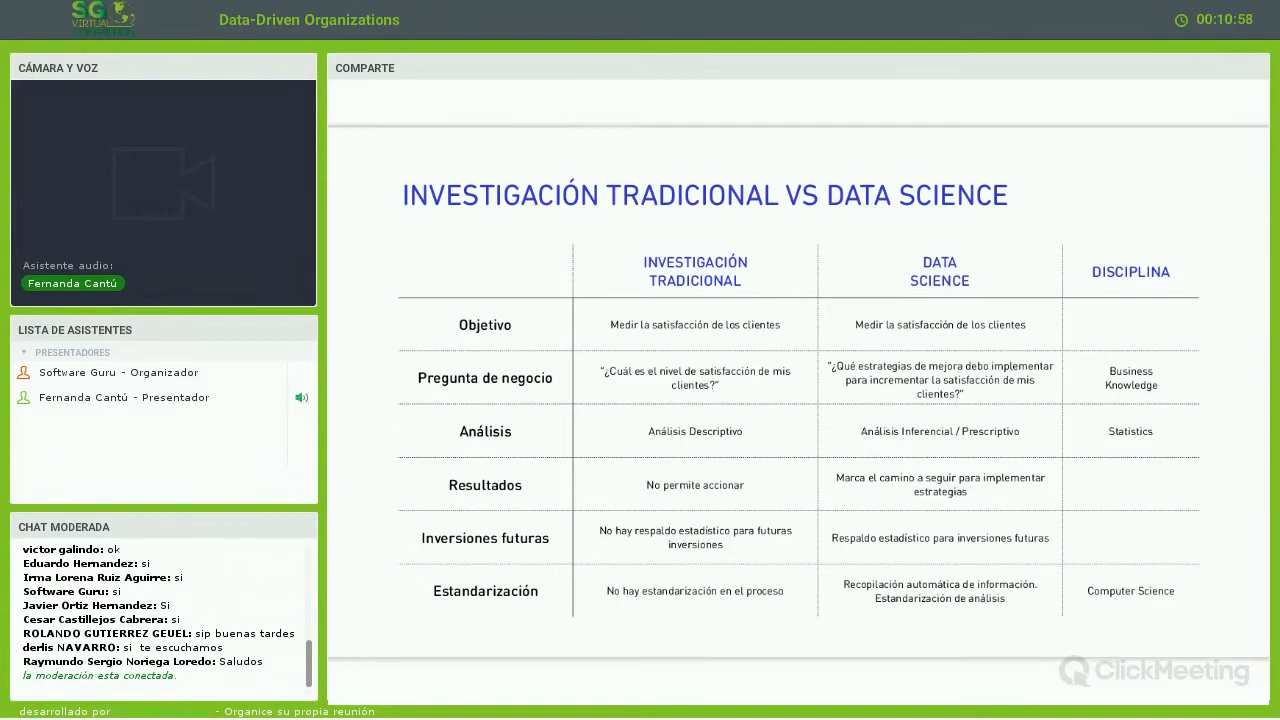 SG
VIRTUAL
Data-Driven Organizations
00:10:58
CÁMARA Y VOZ
Asistente audio:
Fernanda Cantú
LISTA DE ASISTENTES
PRESENTADORES
Software Guru - Organizador
Fernanda Cantú - Presentador
CHAT MODERADA
victor galindo: ok
Eduardo Hernandez: si
Irma Lorena Ruiz Aguirre: si
Software Guru: si
Javier Ortiz Hernandez: Si
Cesar Castillejos Cabrera: si
ROLANDO GUTIERREZ GEUEL: sip buenas tardes
derlis NAVARRO: si te escuchamos
Raymundo Sergio Noriega Loredo: Saludos
la moderación esta conectada.
COMPARTE
INVESTIGACIÓN TRADICIONAL VS DATA SCIENCE
INVESTIGACIÓN
TRADICIONAL
DATA
SCIENCE
DISCIPLINA
Objetivo
Medir la satisfacción de los clientes
Medir la satisfacción de los clientes
Pregunta de negocio
"¿Cuál es el nivel de satisfacción de mis
clientes?"
"¿Qué estrategias de mejora debo implementar
para incrementar la satisfacción de mis
clientes?"
Business
Knowledge
Análisis
Análisis Descriptivo
Análisis Inferencial / Prescriptivo
Statistics
Resultados
No permite accionar
Marca el camino a seguir para implementar
estrategias
Inversiones futuras
No hay respaldo estadístico para futuras
inversiones
Respaldo estadístico para inversiones futuras
Estandarización
No hay estandarización en el proceso
Recopilación automática de información.
Estandarización de análisis
Computer Science
ClickMeeting
desarrollado por - Organice su propia reunión